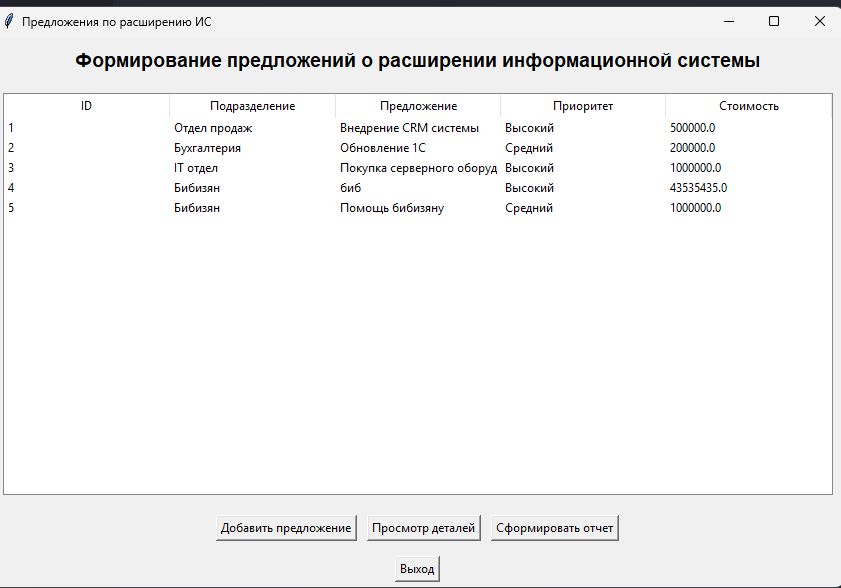 Предложения по расширению ИС
Формирование предложений о расширении информационной системы
ID Подразделение Предложение Приоритет Стоимость
1 Отдел продаж Внедрение CRM системы Высокий 500000.0
2 Бухгалтерия Обновление 1С Средний 200000.0
3 IT отдел Покупка серверного оборуд Высокий 1000000.0
4 Бибизян биб Высокий 43535435.0
5 Бибизян Помощь бибизяну Средний 1000000.0
Добавить предложение Просмотр деталей Сформировать отчет
Выход